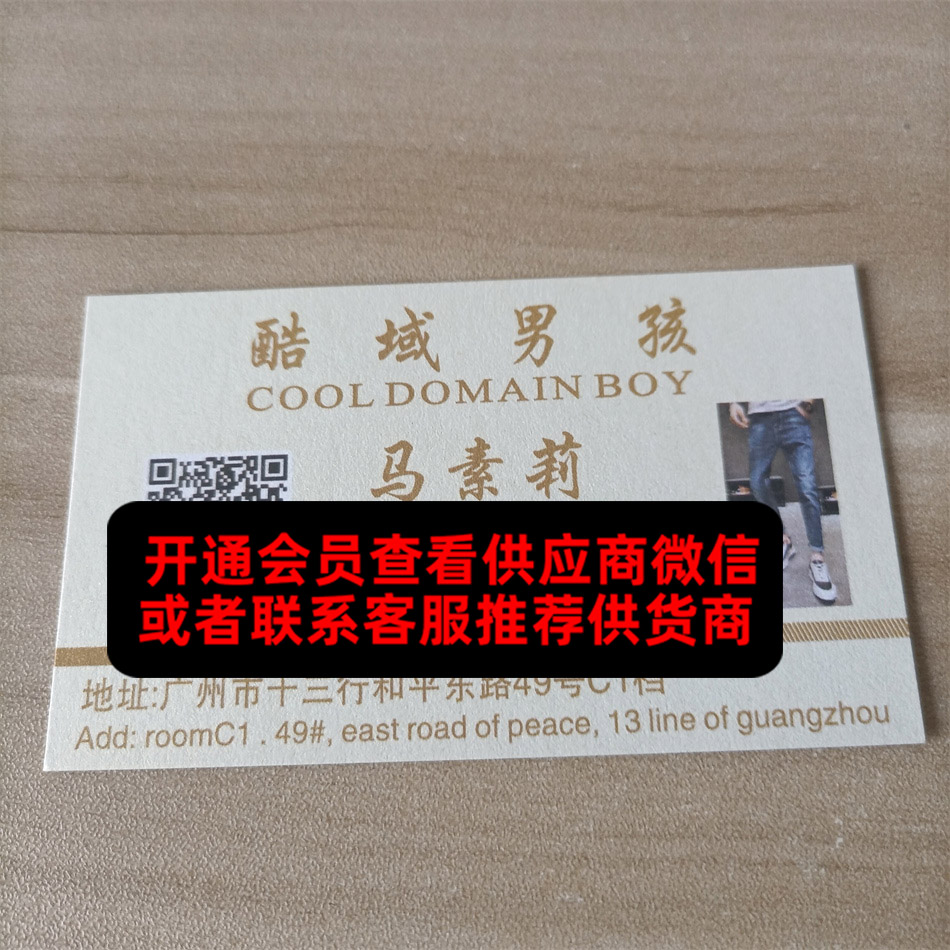 酷域男孩
COOL DOMAIN BOY
马素莉
开通会员查看供应商微信
或者联系客服推荐供货商
地址:广州市十三行和平东路49号C1档
Add: roomC1 . 49#, east road of peace, 13 line of guangzhou